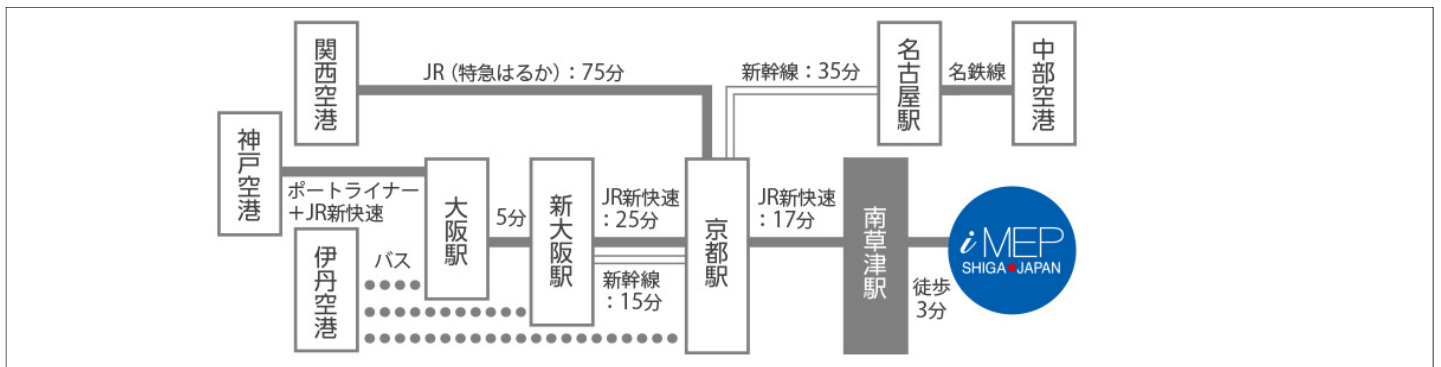 関西空港
JR（特急はるか）：75分
新幹線：35分
名古屋駅
名鉄線
中部空港
神戸空港
ポートライナー
＋JR新快速
伊丹空港
バス
大阪駅
5分
新大阪駅
JR新快速
：25分
新幹線
：15分
京都駅
JR新快速
：17分
南草津駅
徒歩
3分
iMEP
SHIGA●JAPAN